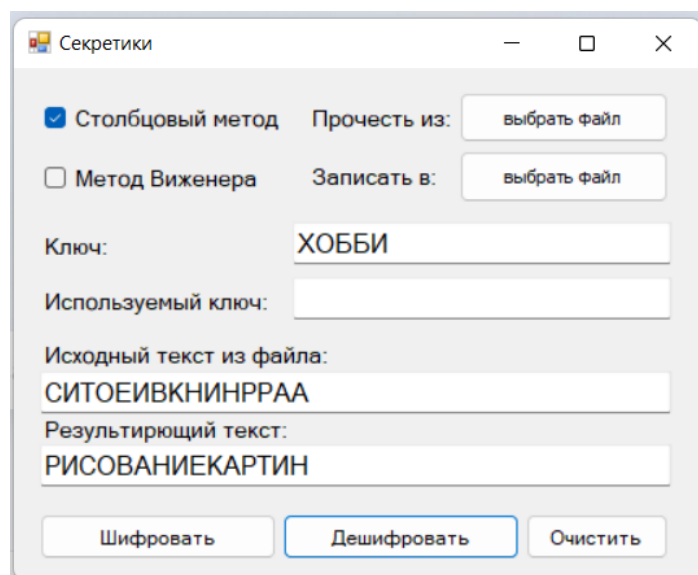 Секретики
Столбцовый метод Прочесть из: выбрать файл
Метод Виженера Записать в: выбрать файл
Ключ: ХОББИ
Используемый ключ:
Исходный текст из файла:
СИТОЕИВКНИНРРАА
Результирющий текст:
РИСОВАНИЕКАРТИН
Шифровать Дешифровать Очистить